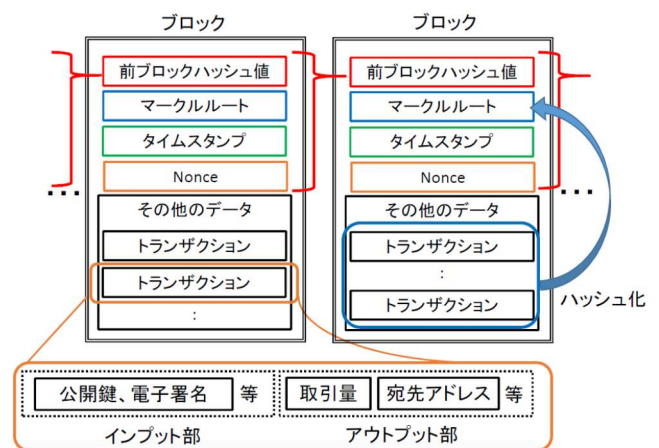 ブロック
前ブロックハッシュ値
マークルルート
タイムスタンプ
Nonce
その他のデータ
トランザクション
トランザクション
:
ブロック
前ブロックハッシュ値
マークルルート
タイムスタンプ
Nonce
その他のデータ
トランザクション
:
トランザクション
...
...
ハッシュ化
公開鍵、電子署名 等
インプット部
取引量 宛先アドレス 等
アウトプット部